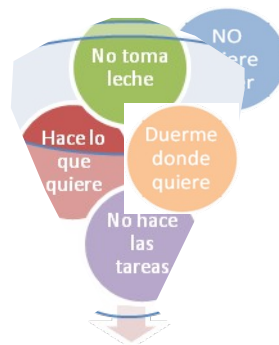 No toma
leche
NO
Hace lo
que
quiere
Duerme
donde
quiere
No hace
las
tareas